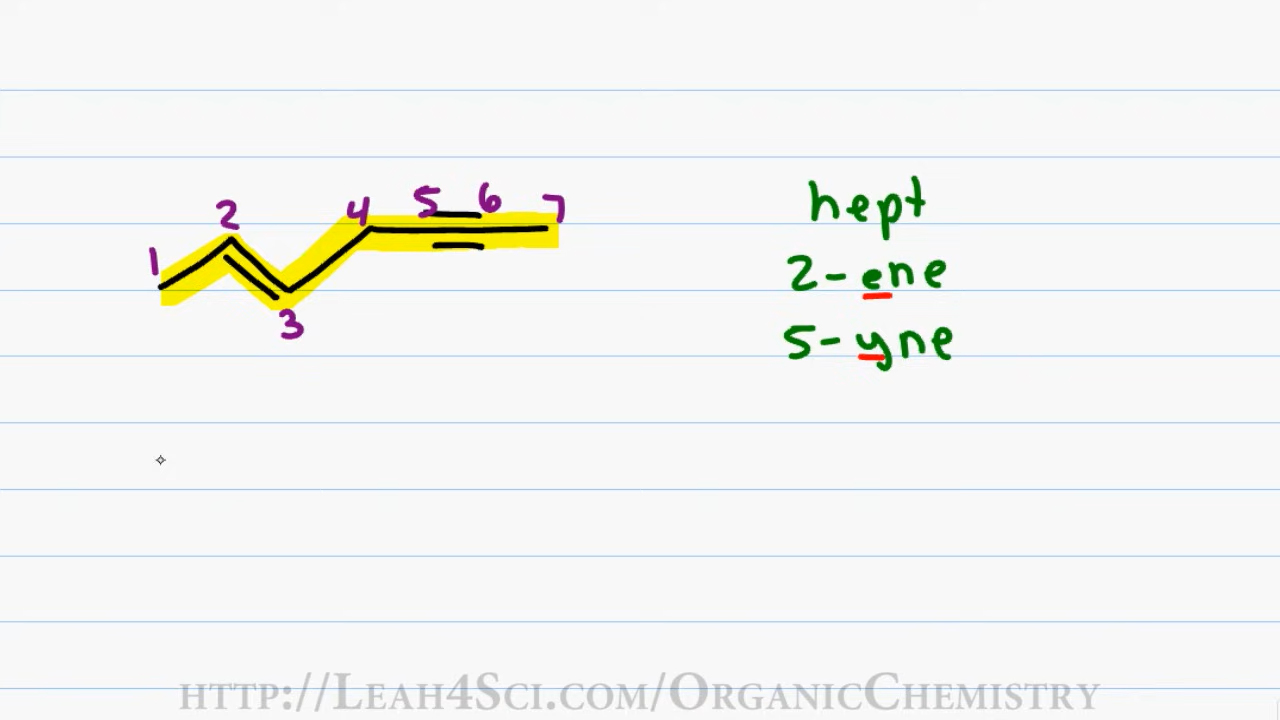 1 2 3 4 5 6 7
hept
2-ene
5-yne
HTTP://LEAH4SCI.COM/ORGANICCHEMISTRY